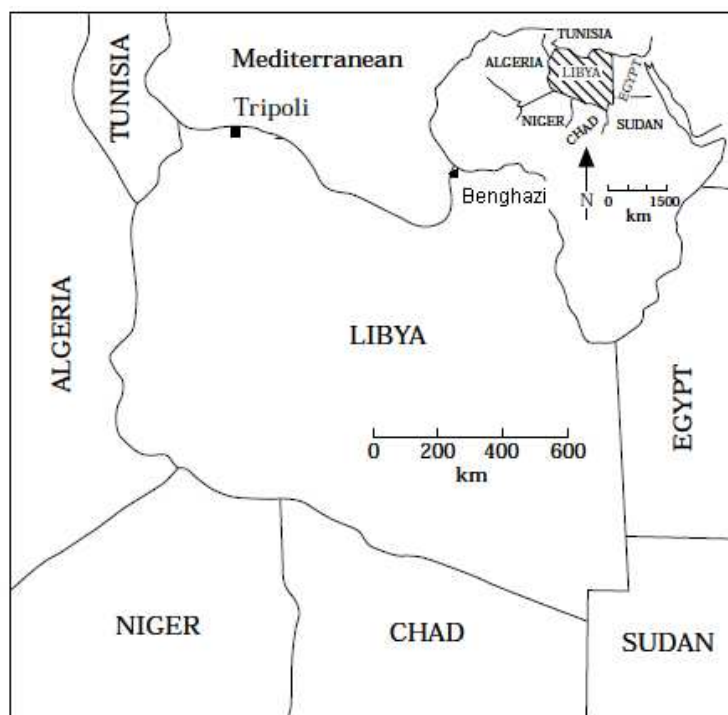 TUNISIA
Mediterranean
Tripoli
TUNISIA
ALGERIA
LIBYA
EGYPT
NIGER
CHAD
SUDAN
Benghazi
N
0 1500
km
ALGERIA
LIBYA
EGYPT
0 200 400 600
km
NIGER
CHAD
SUDAN